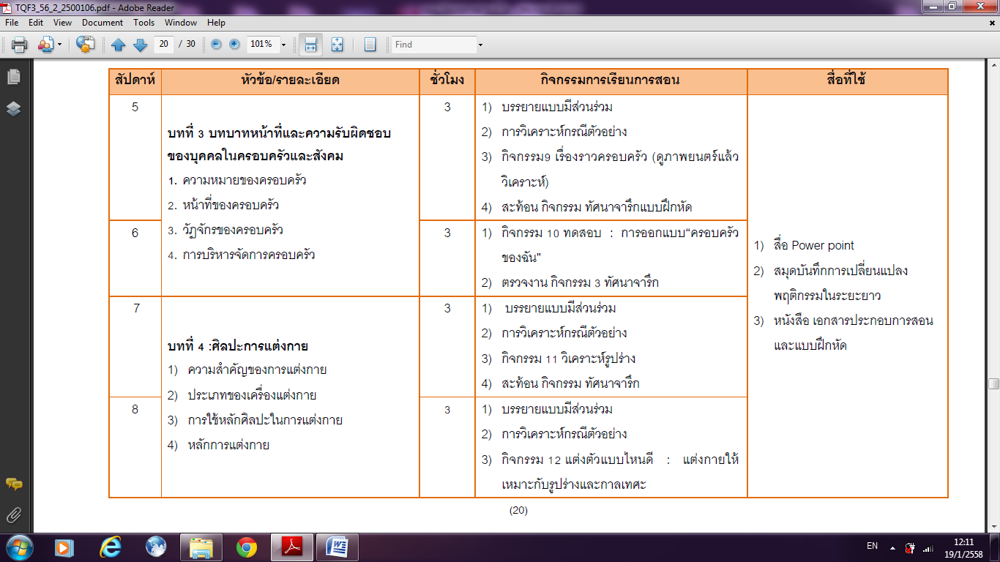 TQF3_56_2_2500106.pdf - Adobe Reader
File Edit View Document Tools Window Help
20 / 30 101% Find
สัปดาห์ หัวข้อ/รายละเอียด ชั่วโมง กิจกรรมการเรียนการสอน สื่อที่ใช้
5
บทที่ 3 บทบาทหน้าที่และความรับผิดชอบ
ของบุคคลในครอบครัวและสังคม
1. ความหมายของครอบครัว
2. หน้าที่ของครอบครัว
3. วัฏจักรของครอบครัว
4. การบริหารจัดการครอบครัว
3
1) บรรยายแบบมีส่วนร่วม
2) การวิเคราะห์กรณีตัวอย่าง
3) กิจกรรม9 เรื่องราวครอบครัว (ดูภาพยนตร์แล้ว
วิเคราะห์)
4) สะท้อน กิจกรรม ทัศนาจารึกแบบฝึกหัด
6
3
1) กิจกรรม 10 ทดสอบ : การออกแบบ“ครอบครัว
ของฉัน”
2) ตรวจงาน กิจกรรม 3 ทัศนาจารึก
1) สื่อ Power point
2) สมุดบันทึกการเปลี่ยนแปลง
พฤติกรรมในระยะยาว
3) หนังสือ เอกสารประกอบการสอน
และแบบฝึกหัด
7
บทที่ 4 :ศิลปะการแต่งกาย
1) ความสำคัญของการแต่งกาย
2) ประเภทของเครื่องแต่งกาย
3) การใช้หลักศิลปะในการแต่งกาย
4) หลักการแต่งกาย
3
1) บรรยายแบบมีส่วนร่วม
2) การวิเคราะห์กรณีตัวอย่าง
3) กิจกรรม 11 วิเคราะห์รูปร่าง
4) สะท้อน กิจกรรม ทัศนาจารึก
8
3
1) บรรยายแบบมีส่วนร่วม
2) การวิเคราะห์กรณีตัวอย่าง
3) กิจกรรม 12 แต่งตัวแบบไหนดี : แต่งกายให้
เหมาะกับรูปร่างและกาลเทศะ
(20)
EN 12:11
19/1/2558